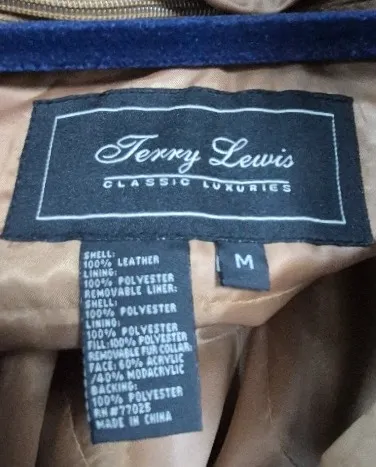 Terry Lewis
CLASSIC LUXURIES
M
SHELL:
100% LEATHER
LINING:
100% POLYESTER
REMOVABLE LINER:
SHELL:
100% POLYESTER
LINING:
100% POLYESTER
FILL:100% POLYESTER
REMOVABLE FUR COLLAR:
FACE: 60% ACRYLIC
/40% MODACRYLIC
BACKING:
100% POLYESTER
RN#77025
MADE IN CHINA